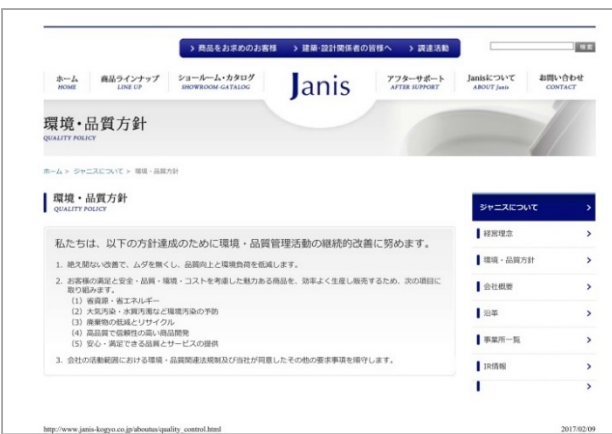 > 商品をお求めのお客様 > 建築・設計関係者の皆様へ > 調達活動
検索
ホーム 商品ラインナップ ショールーム・カタログ Janis アフターサポート Janisについて お問い合わせ
HOME LINE UP SHOWROOM・CATALOG AFTER SUPPORT ABOUT Janis CONTACT
環境・品質方針
QUALITY POLICY
ホーム > ジャニスについて > 環境・品質方針
環境・品質方針
QUALITY POLICY
私たちは、以下の方針達成のために環境・品質管理活動の継続的改善に努めます。
1. 絶え間ない改善で、ムダを無くし、品質向上と環境負荷を低減します。
2. お客様の満足と安全・品質・環境・コストを考慮した魅力ある商品を、効率よく生産し販売するため、次の項目に
取り組みます。
(1) 省資源・省エネルギー
(2) 大気汚染・水質汚濁など環境汚染の予防
(3) 廃棄物の低減とリサイクル
(4) 高品質で信頼性の高い商品開発
(5) 安心・満足できる品質とサービスの提供
3. 会社の活動範囲における環境・品質関連法規制及び当社が同意したその他の要求事項を順守します。
ジャニスについて >
経営理念 >
環境・品質方針 >
会社概要 >
沿革 >
事業所一覧 >
IR情報 >
>
http://www.janis-kogyo.co.jp/aboutus/quality_control.html 2017/02/09